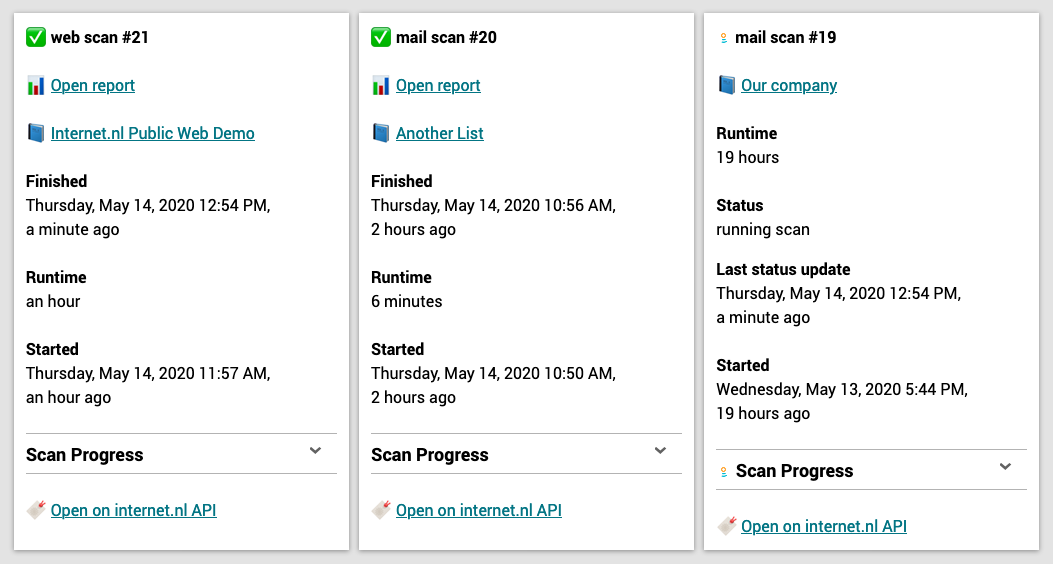 web scan #21
Open report
Internet.nl Public Web Demo
Finished
Thursday, May 14, 2020 12:54 PM,
a minute ago
Runtime
an hour
Started
Thursday, May 14, 2020 11:57 AM,
an hour ago
Scan Progress
Open on internet.nl API
mail scan #20
Open report
Another List
Finished
Thursday, May 14, 2020 10:56 AM,
2 hours ago
Runtime
6 minutes
Started
Thursday, May 14, 2020 10:50 AM,
2 hours ago
Scan Progress
Open on internet.nl API
mail scan #19
Our company
Runtime
19 hours
Status
running scan
Last status update
Thursday, May 14, 2020 12:54 PM,
a minute ago
Started
Wednesday, May 13, 2020 5:44 PM,
19 hours ago
Scan Progress
Open on internet.nl API